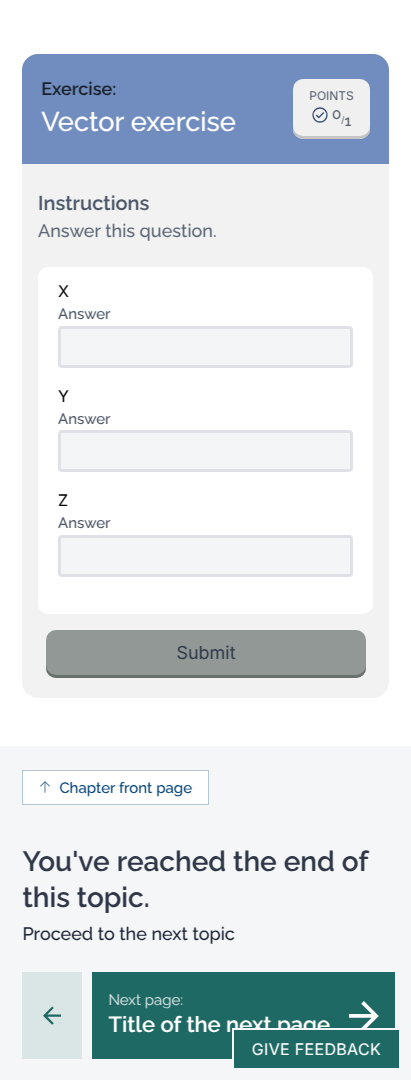 Exercise:
Vector exercise
POINTS
0/1
Instructions
Answer this question.
X
Answer
Y
Answer
Z
Answer
Submit
Chapter front page
You've reached the end of
this topic.
Proceed to the next topic
Next page:
Title of the next page
GIVE FEEDBACK